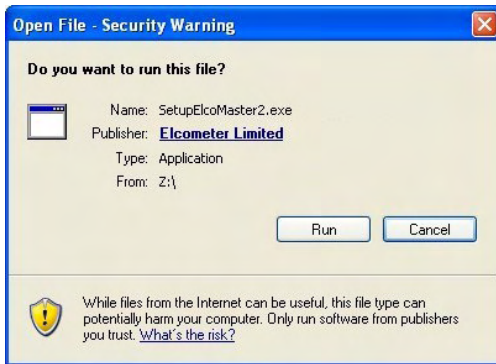 Open File - Security Warning
Do you want to run this file?
Name: SetupElcoMaster2.exe
Publisher: Elcometer Limited
Type: Application
From: Z:\
Run Cancel
While files from the Internet can be useful, this file type can
potentially harm your computer. Only run software from publishers
you trust. What's the risk?